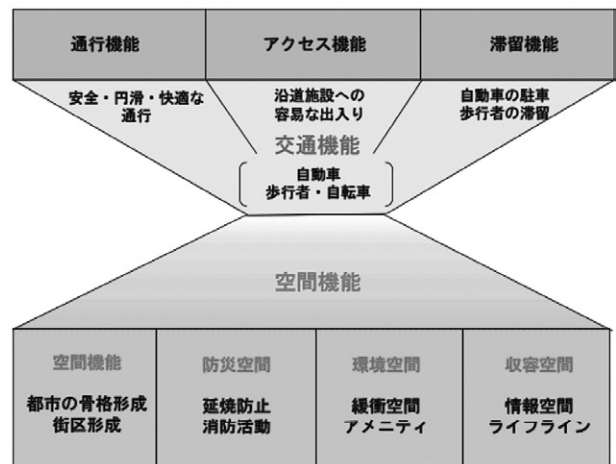 通行機能
アクセス機能
滞留機能
安全・円滑・快適な
通行
沿道施設への
容易な出入り
自動車の駐車
歩行者の滞留
交通機能
自動車
歩行者・自転車
空間機能
空間機能
都市の骨格形成
街区形成
防災空間
延焼防止
消防活動
環境空間
緩衝空間
アメニティ
収容空間
情報空間
ライフライン